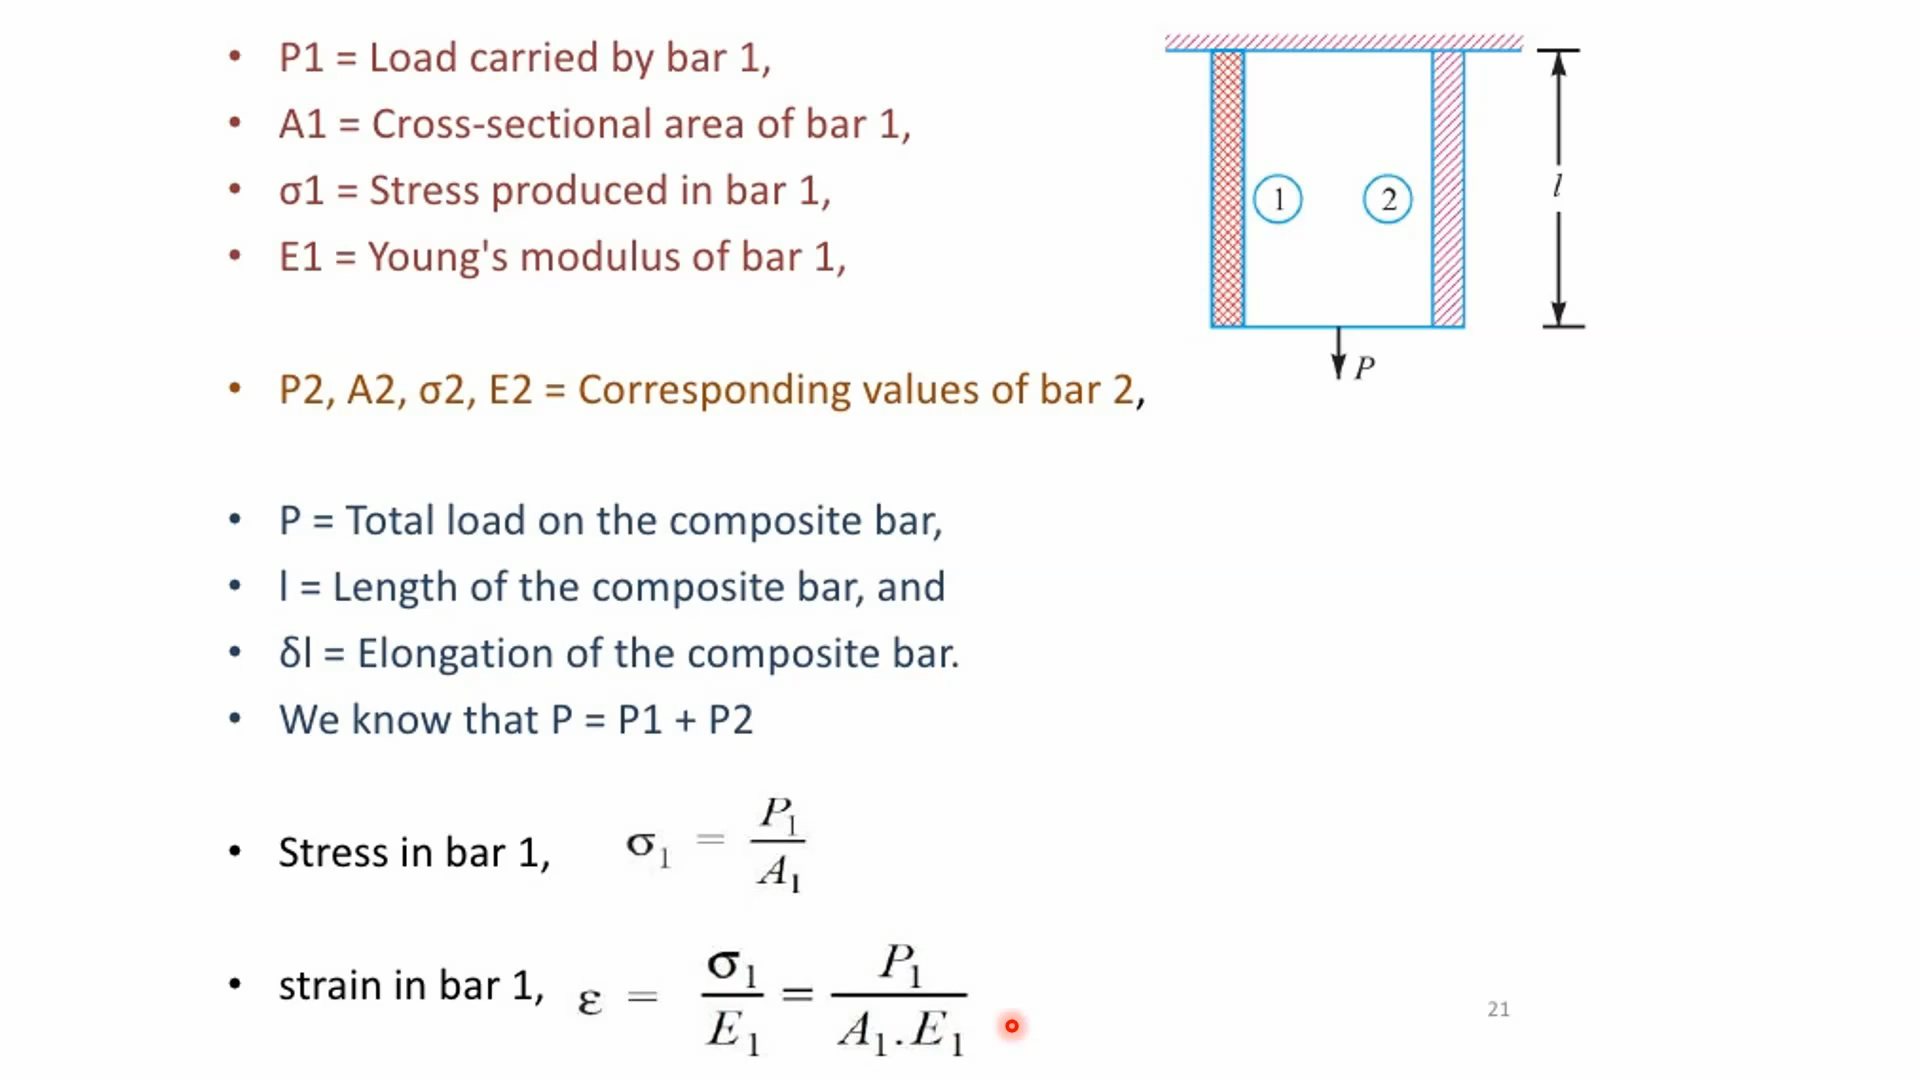 • P1 = Load carried by bar 1,
• A1 = Cross-sectional area of bar 1,
• σ1 = Stress produced in bar 1,
• E1 = Young's modulus of bar 1,
1 2
l
P
• P2, A2, σ2, E2 = Corresponding values of bar 2,
• P = Total load on the composite bar,
• l = Length of the composite bar, and
• δl = Elongation of the composite bar.
• We know that P = P1 + P2
• Stress in bar 1, σ₁ = P₁ / A₁
• strain in bar 1, ε = σ₁ / E₁ = P₁ / A₁.E₁
21